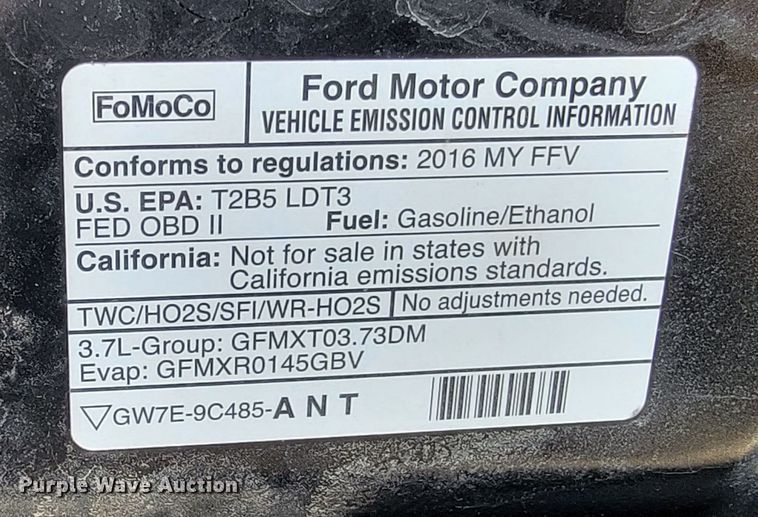 FoMoCo
Ford Motor Company
VEHICLE EMISSION CONTROL INFORMATION
Conforms to regulations: 2016 MY FFV
U.S. EPA: T2B5 LDT3
FED OBD II Fuel: Gasoline/Ethanol
California: Not for sale in states with
California emissions standards.
TWC/HO2S/SFI/WR-HO2S No adjustments needed.
3.7L-Group: GFMXT03.73DM
Evap: GFMXR0145GBV
▽GW7E-9C485-ANT
Purple Wave Auction